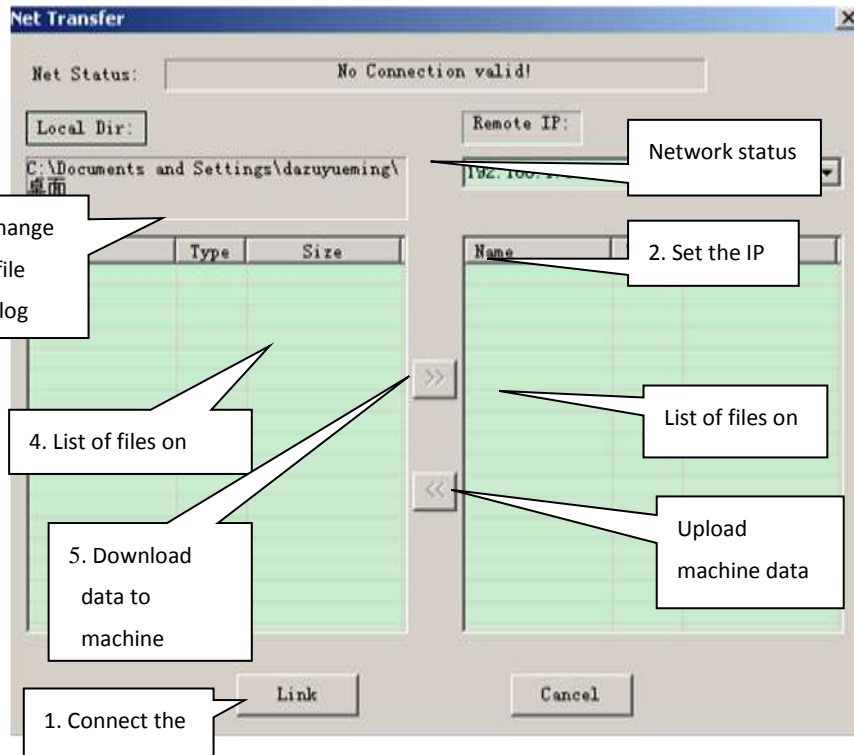 Net Transfer
Net Status: No Connection valid!
Local Dir:
Remote IP:
C:\Documents and Settings\dazuyueming\
桌面
Network status
hange
file
log
Type Size
Name
2. Set the IP
>>
4. List of files on
List of files on
<<
5. Download
data to
machine
Upload
machine data
Link Cancel
1. Connect the